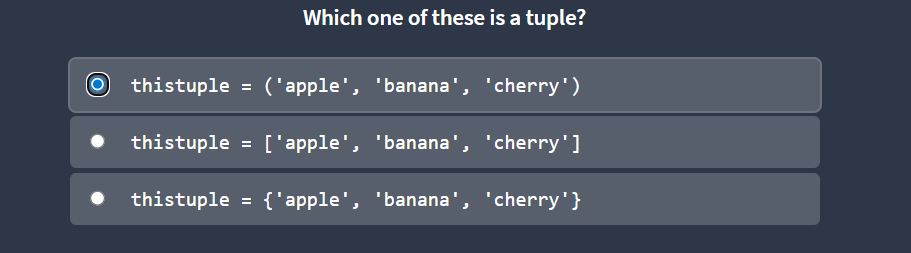 Which one of these is a tuple?
thistuple = ('apple', 'banana', 'cherry')
thistuple = ['apple', 'banana', 'cherry']
thistuple = {'apple', 'banana', 'cherry'}